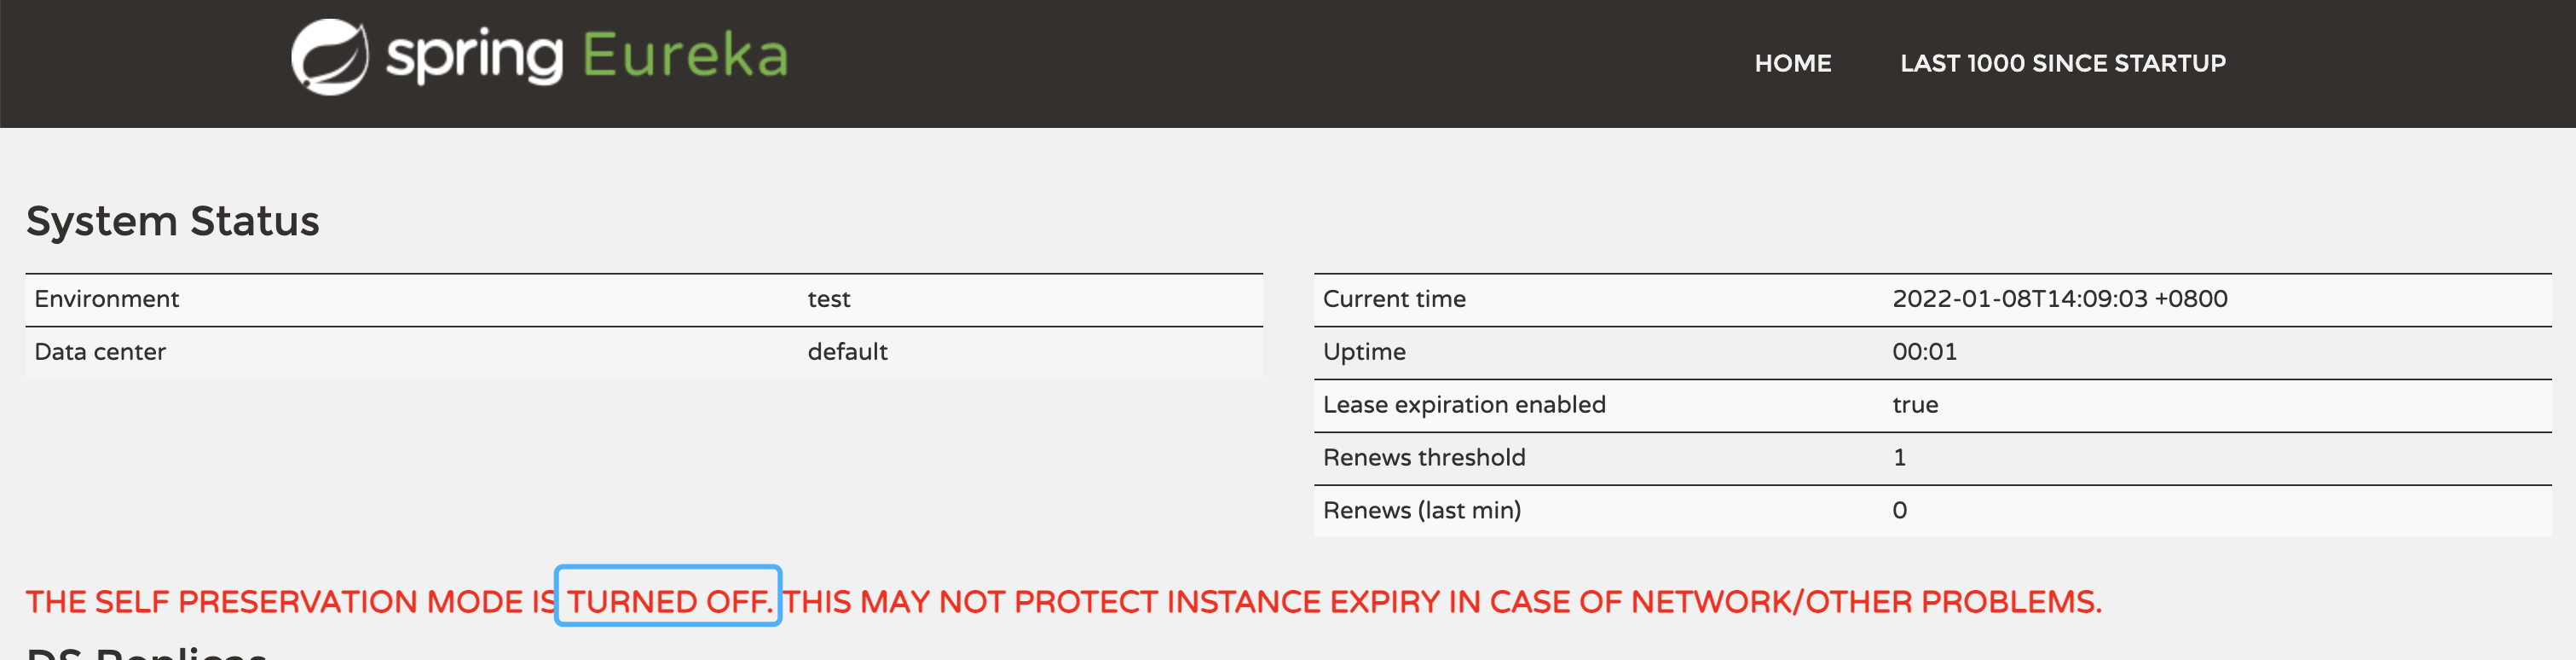 spring Eureka
HOME LAST 1000 SINCE STARTUP
System Status
Environment test
Data center default
Current time 2022-01-08T14:09:03 +0800
Uptime 00:01
Lease expiration enabled true
Renews threshold 1
Renews (last min) 0
THE SELF PRESERVATION MODE IS TURNED OFF. THIS MAY NOT PROTECT INSTANCE EXPIRY IN CASE OF NETWORK/OTHER PROBLEMS.
DS Replicas